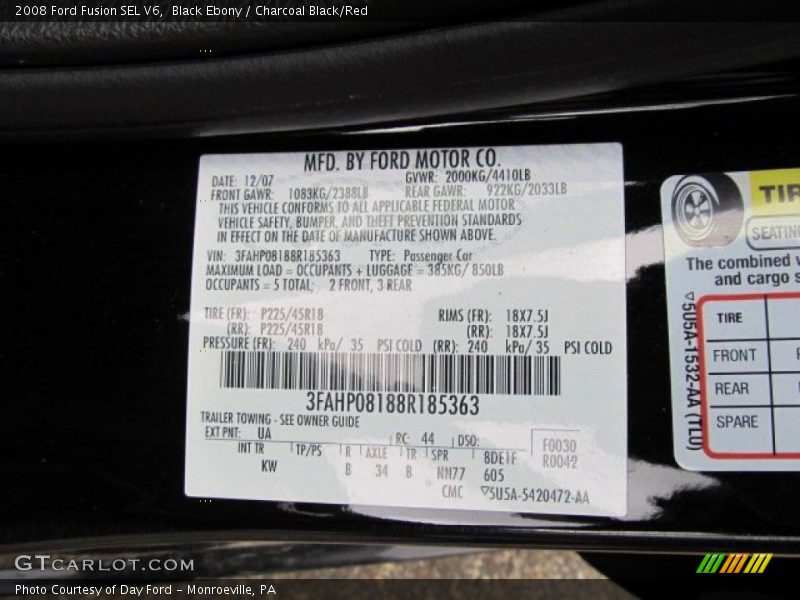 2008 Ford Fusion SEL V6,  Black Ebony / Charcoal Black/Red
MFD. BY FORD MOTOR CO.
DATE: 12/07 GVWR: 2000KG/4410LB
FRONT GAWR: 1083KG/2388LB REAR GAWR: 922KG/2033LB
THIS VEHICLE CONFORMS TO ALL APPLICABLE FEDERAL MOTOR
VEHICLE SAFETY, BUMPER, AND THEFT PREVENTION STANDARDS
IN EFFECT ON THE DATE OF MANUFACTURE SHOWN ABOVE.
VIN: 3FAHP08188R185363 TYPE: Passenger Car
MAXIMUM LOAD = OCCUPANTS + LUGGAGE = 385KG/ 850LB
OCCUPANTS = 5 TOTAL; 2 FRONT, 3 REAR
TIRE (FR): P225/45R18 RIMS (FR): 18X7.5J
(RR): P225/45R18 (RR): 18X7.5J
PRESSURE (FR): 240 kPa/ 35 PSI COLD (RR): 240 kPa/ 35 PSI COLD
3FAHP08188R185363
TRAILER TOWING - SEE OWNER GUIDE
EXT PNT: UA RC: 44 DSO: F0030
INT TR TP/PS R AXLE TR SPR 8DE1F R0042
KW B 34 B NN77 605
CMC ▽5U5A-5420472-AA
SEATING
The combined
and cargo
▽5U5A-1532-AA (TL0)
TIRE
FRONT
REAR
SPARE
GTCARLOT.COM
Photo Courtesy of Day Ford – Monroeville, PA